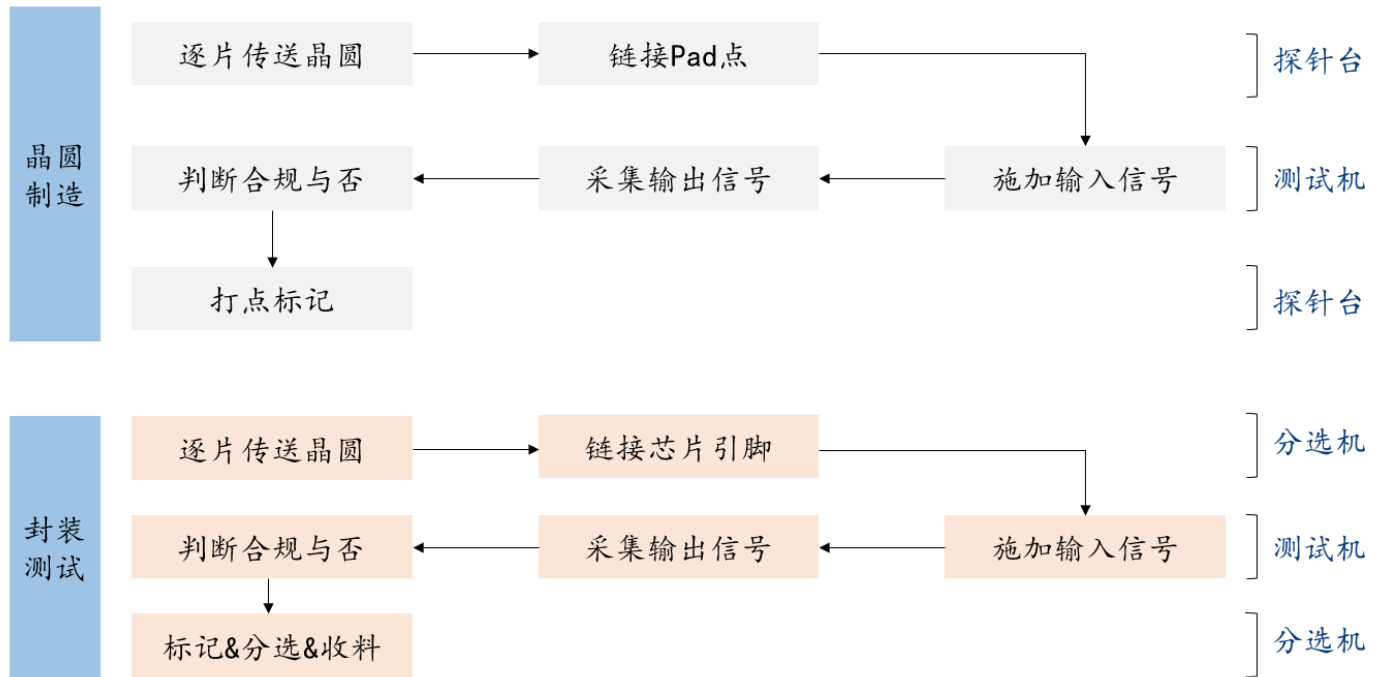 晶圆
制造
逐片传送晶圆
链接Pad点
探针台
判断合规与否
采集输出信号
施加输入信号
测试机
打点标记
探针台
封装
测试
逐片传送晶圆
链接芯片引脚
分选机
判断合规与否
采集输出信号
施加输入信号
测试机
标记&分选&收料
分选机